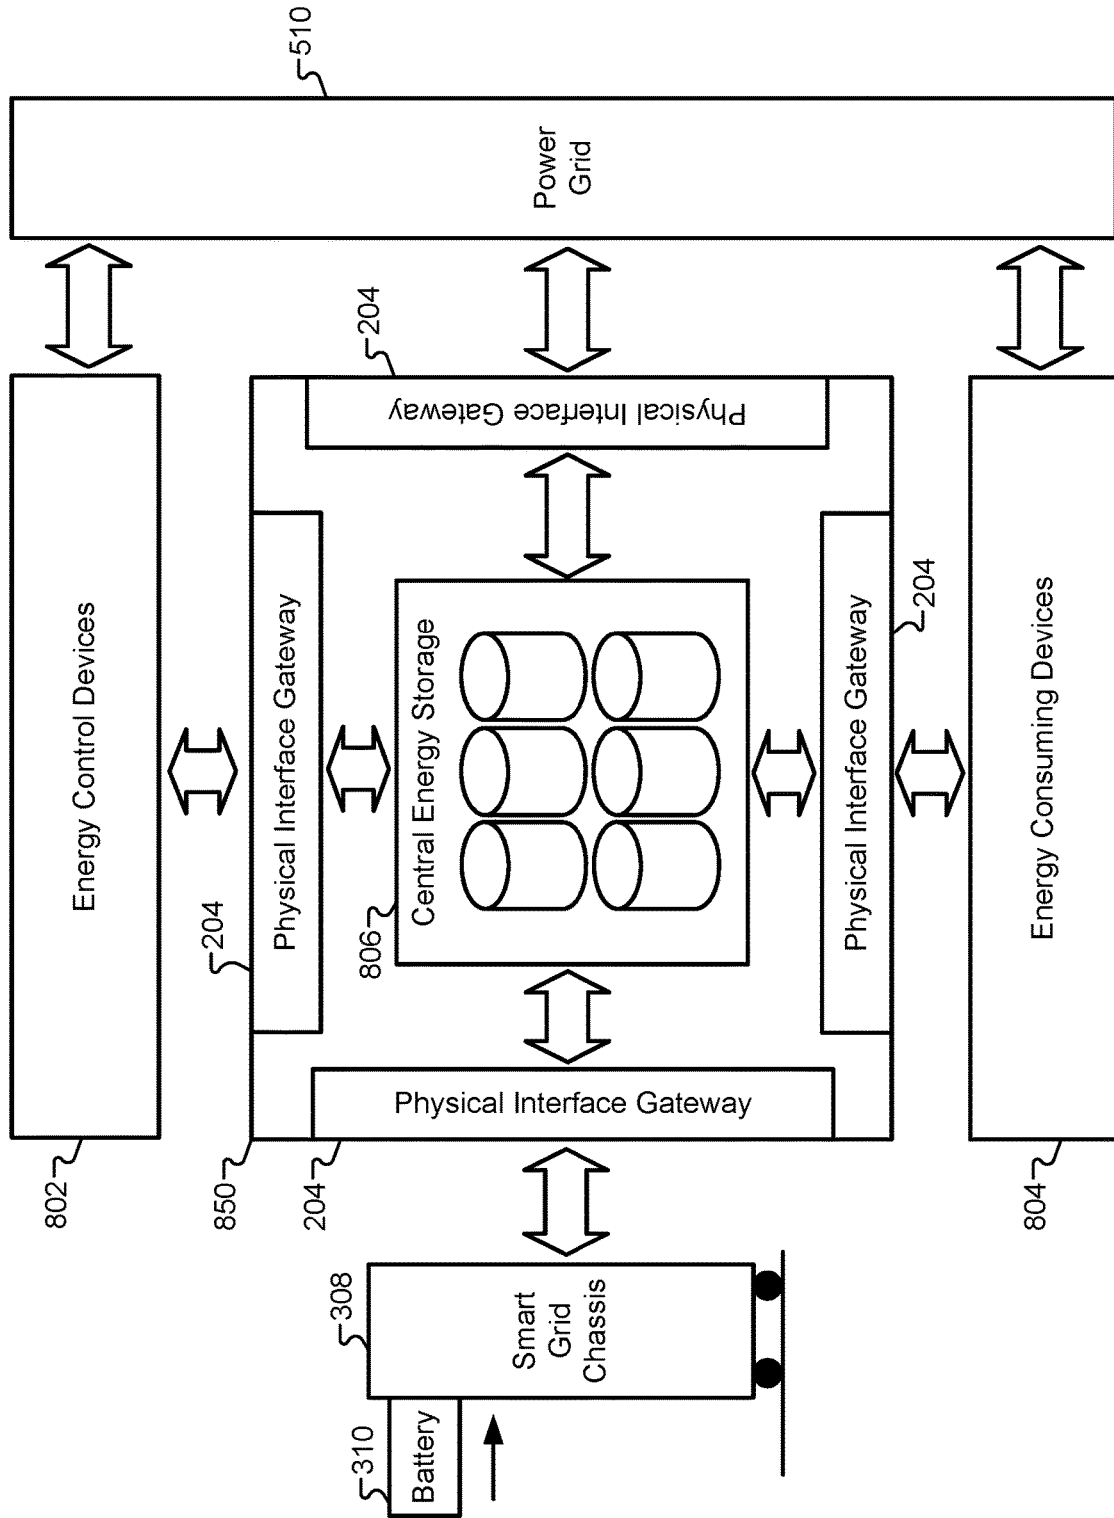 510
Power
Grid
Energy Control Devices
802
204
Physical Interface Gateway
204
Physical Interface Gateway
850
806
Central Energy Storage
204
Physical Interface Gateway
Physical Interface Gateway
204
Energy Consuming Devices
804
308
Smart
Grid
Chassis
310
Battery